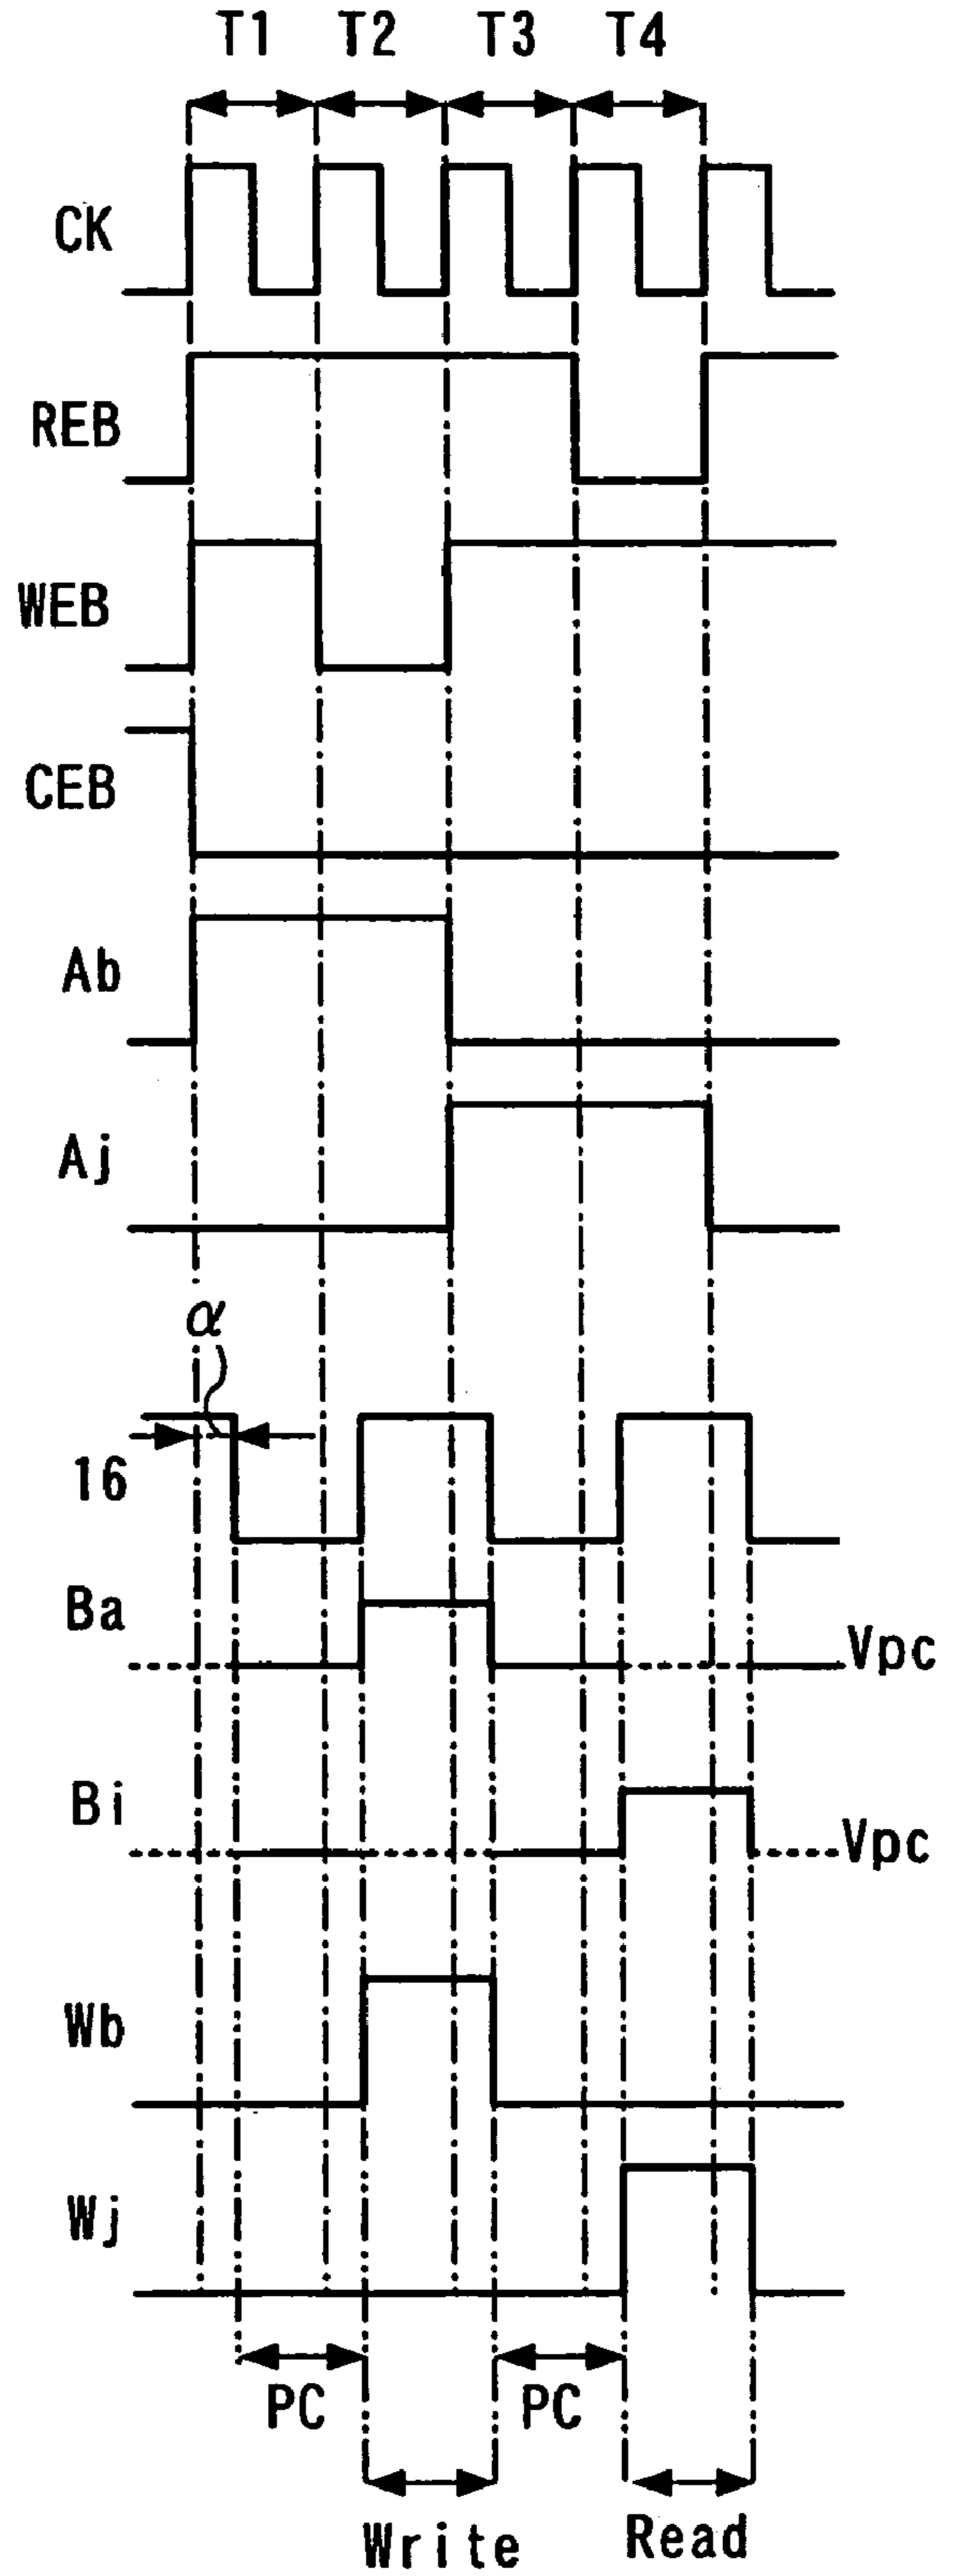 T1 T2 T3 T4
CK
REB
WEB
CEB
Ab
Aj
α
16
Ba
Vpc
Bi
Vpc
Wb
Wj
PC PC
Write Read